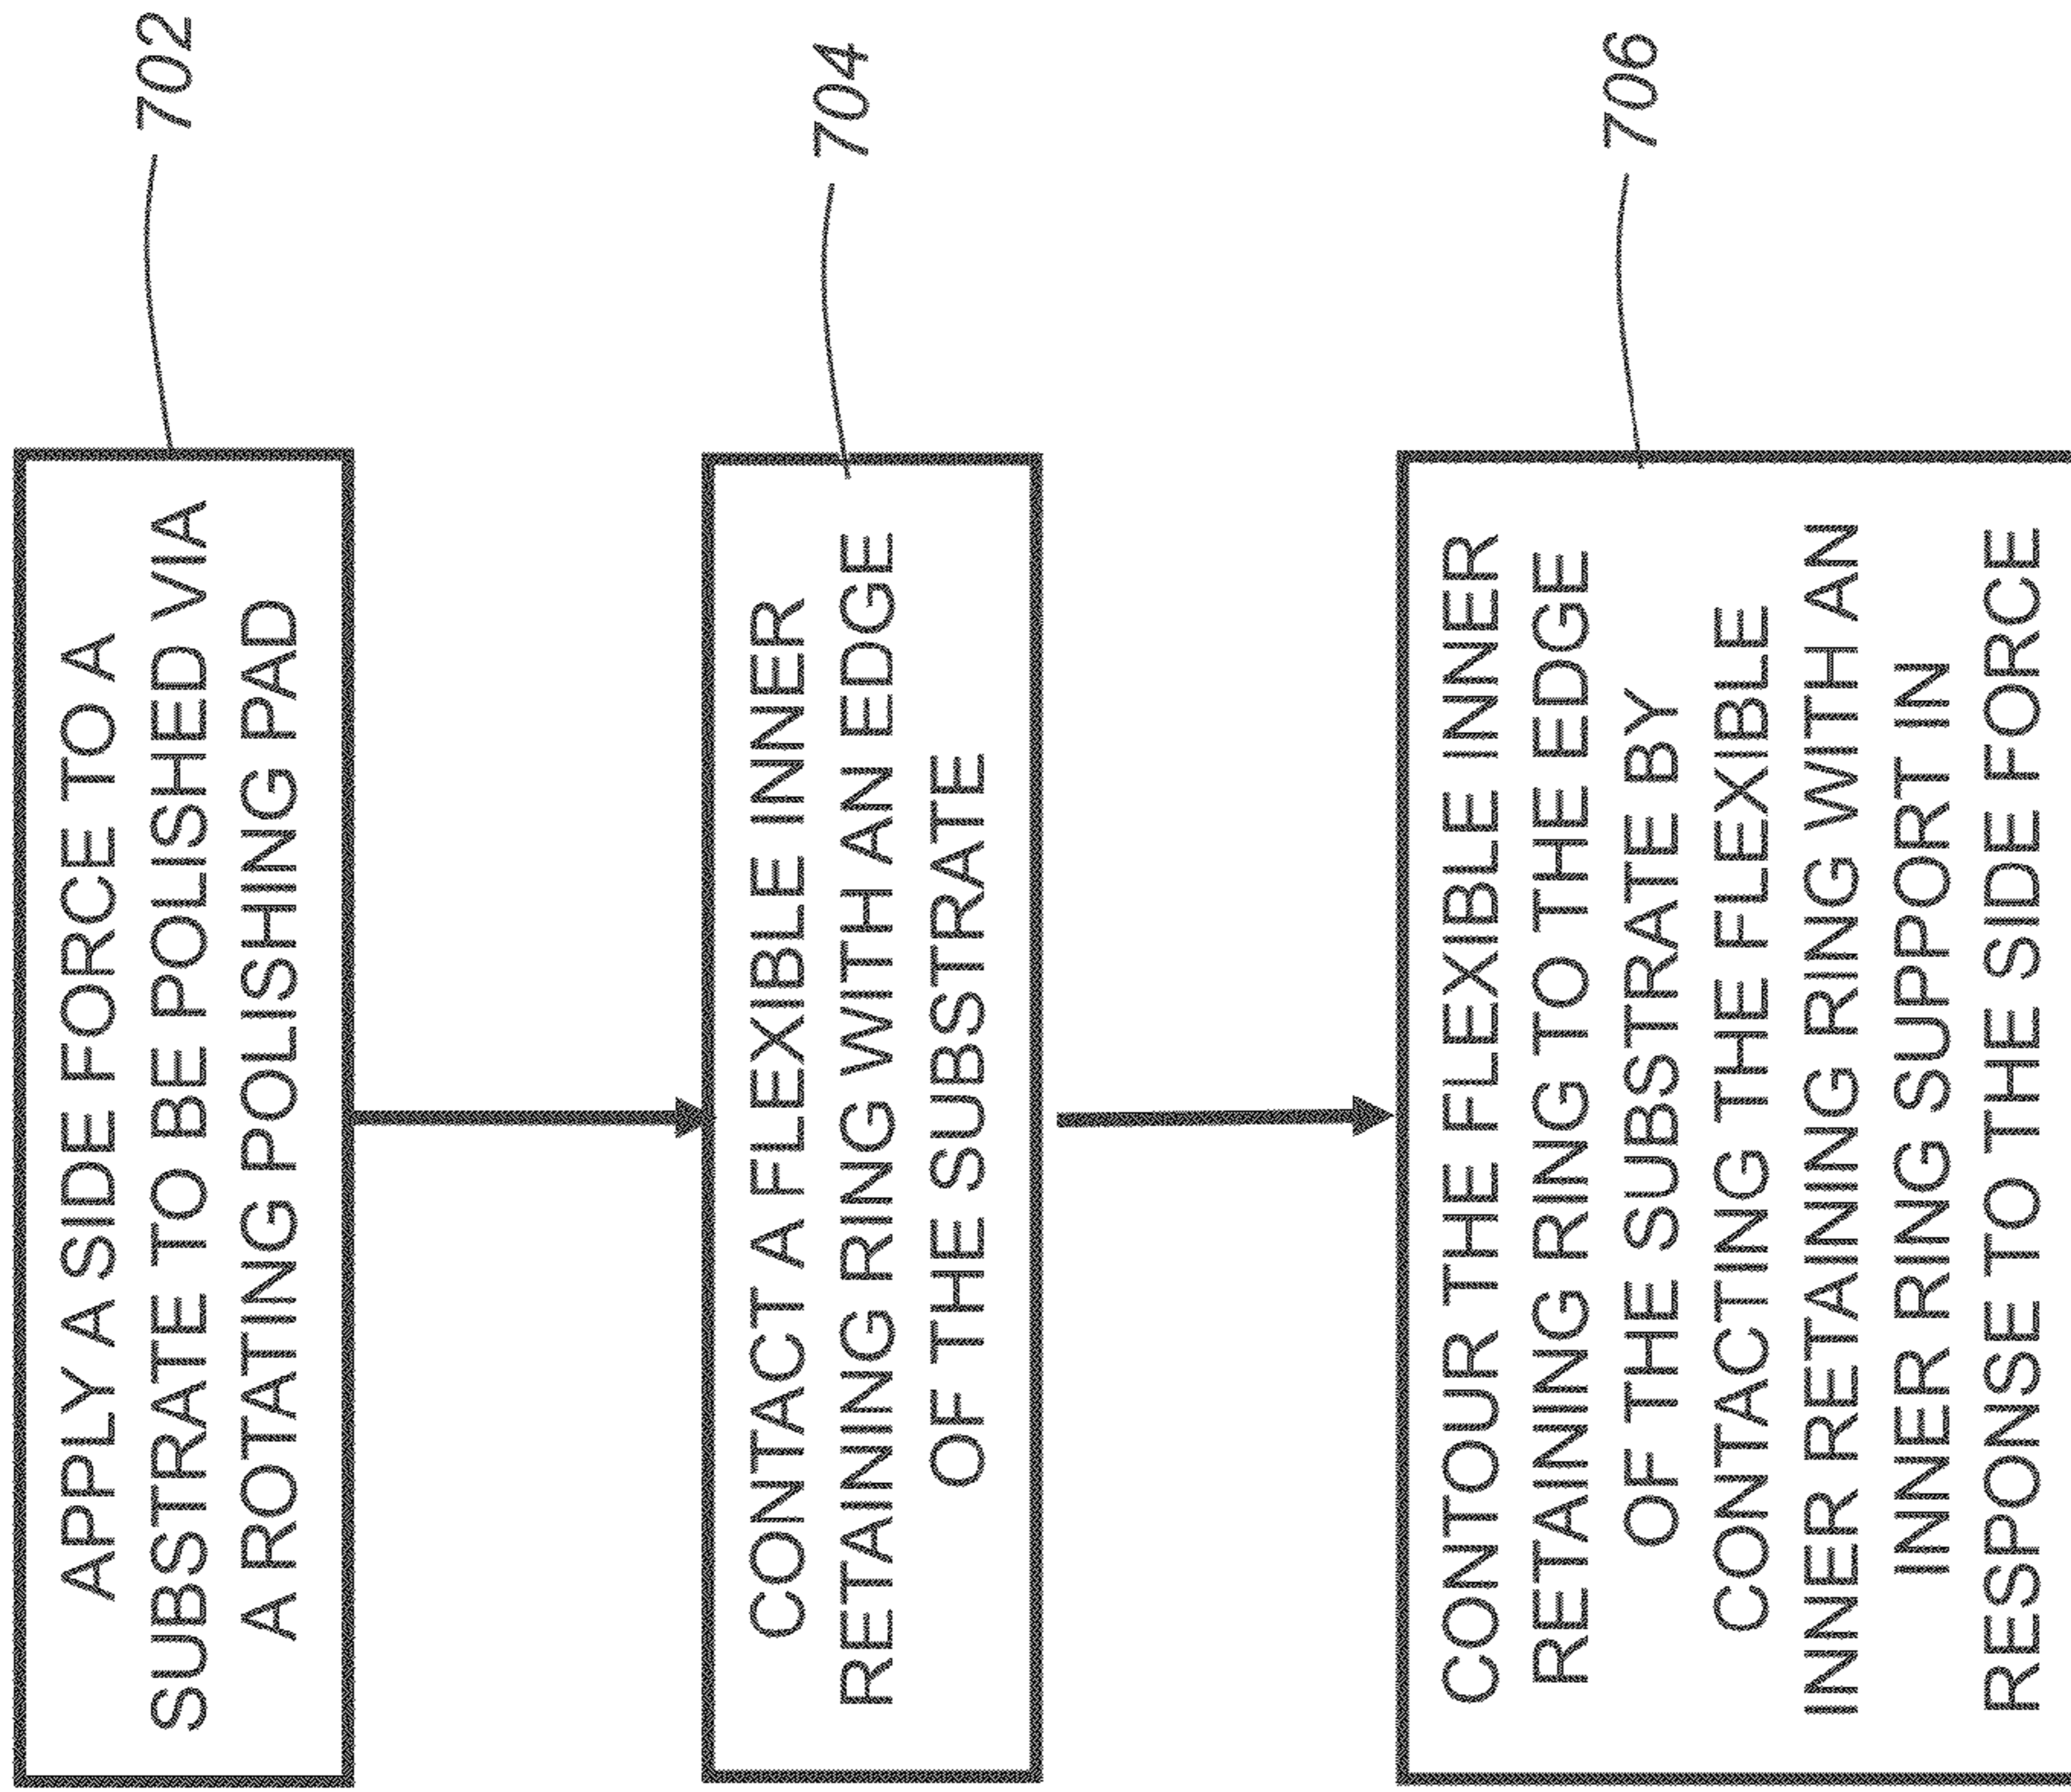 APPLY A SIDE FORCE TO A
SUBSTRATE TO BE POLISHED VIA
A ROTATING POLISHING PAD
702
CONTACT A FLEXIBLE INNER
RETAINING RING WITH AN EDGE
OF THE SUBSTRATE
704
CONTOUR THE FLEXIBLE INNER
RETAINING RING TO THE EDGE
OF THE SUBSTRATE BY
CONTACTING THE FLEXIBLE
INNER RETAINING RING WITH AN
INNER RING SUPPORT IN
RESPONSE TO THE SIDE FORCE
706